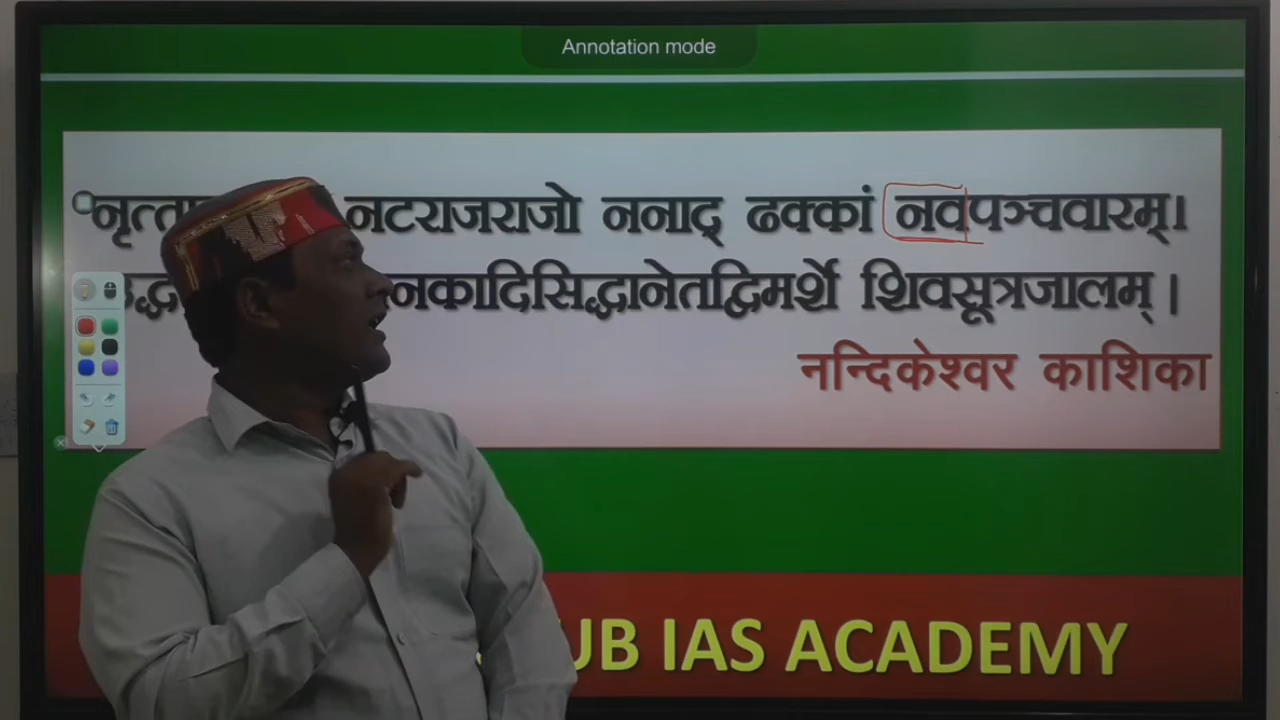 Annotation mode
नटराजराजो ननाद् ढक्कां नवपञ्चवारम्।
नकादिसिद्धानेतद्विमर्शे शिवसूत्रजालम्।
नन्दिकेश्वर काशिका
UB IAS ACADEMY